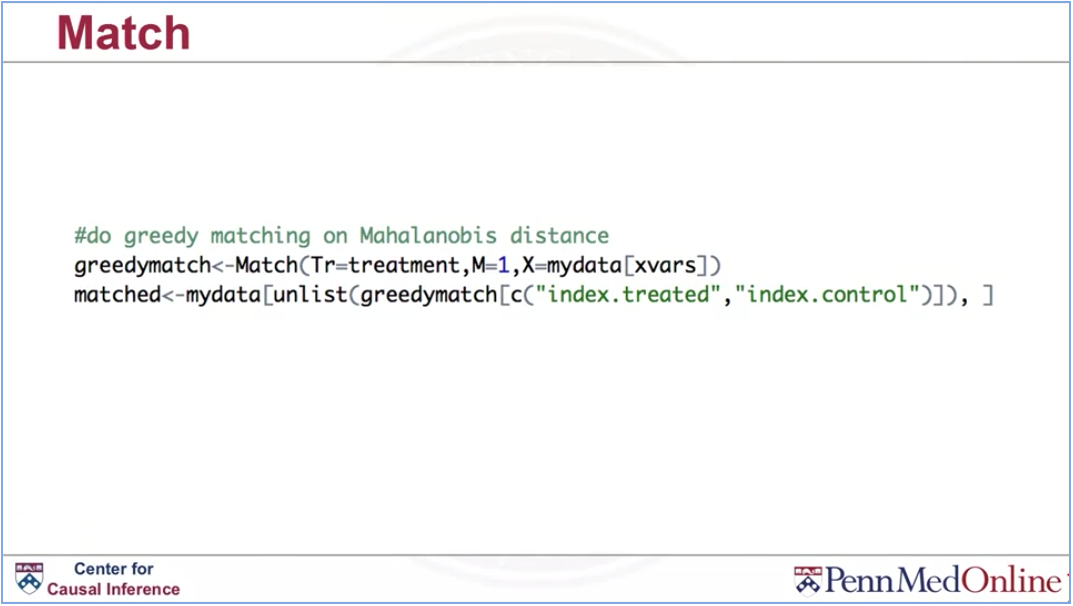 Match
#do greedy matching on Mahalanobis distance
greedymatch<-Match(Tr=treatment,M=1,X=mydata[xvars])
matched<-mydata[unlist(greedymatch[c("index.treated","index.control")]), ]
Center for
Causal Inference
PennMedOnline